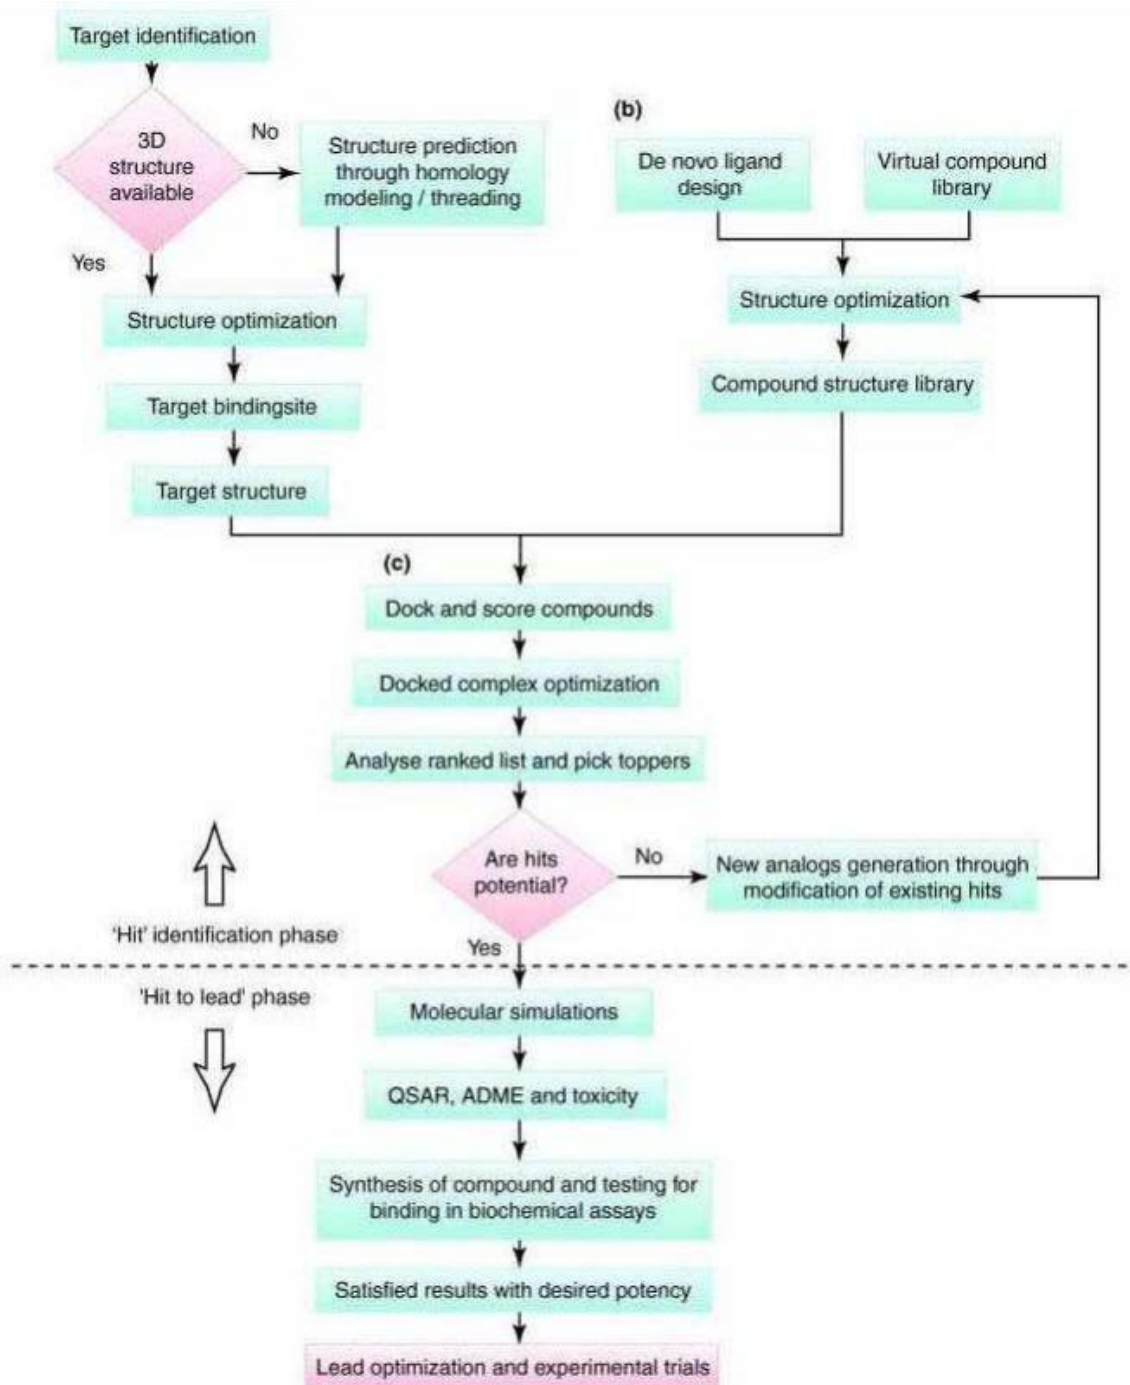 Target identification
3D
structure
available
No
Structure prediction
through homology
modeling / threading
Yes
Structure optimization
Target bindingsite
Target structure
(b)
De novo ligand
design
Virtual compound
library
Structure optimization
Compound structure library
(c)
Dock and score compounds
Docked complex optimization
Analyse ranked list and pick toppers
Are hits
potential?
No
New analogs generation through
modification of existing hits
Yes
'Hit' identification phase
'Hit to lead' phase
Molecular simulations
QSAR, ADME and toxicity
Synthesis of compound and testing for
binding in biochemical assays
Satisfied results with desired potency
Lead optimization and experimental trials